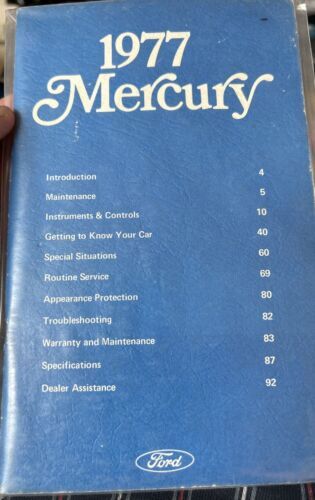 1977
Mercury
Introduction 4
Maintenance 5
Instruments & Controls 10
Getting to Know Your Car 40
Special Situations 60
Routine Service 69
Appearance Protection 80
Troubleshooting 82
Warranty and Maintenance 83
Specifications 87
Dealer Assistance 92
Ford